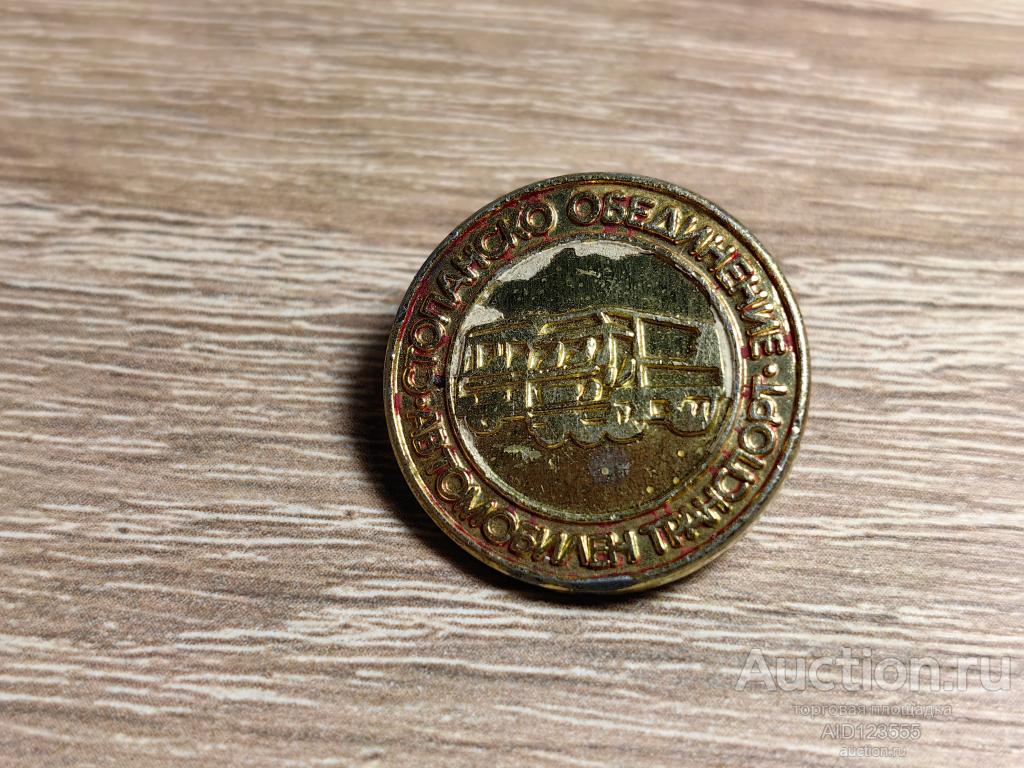 СТОПАНСКО ОБЕДИНЕНИЕ
· АВТОМОБИЛЕН ТРАНСПОРТ ·
Auction.ru
торговая площадка
AID123555
auction.ru